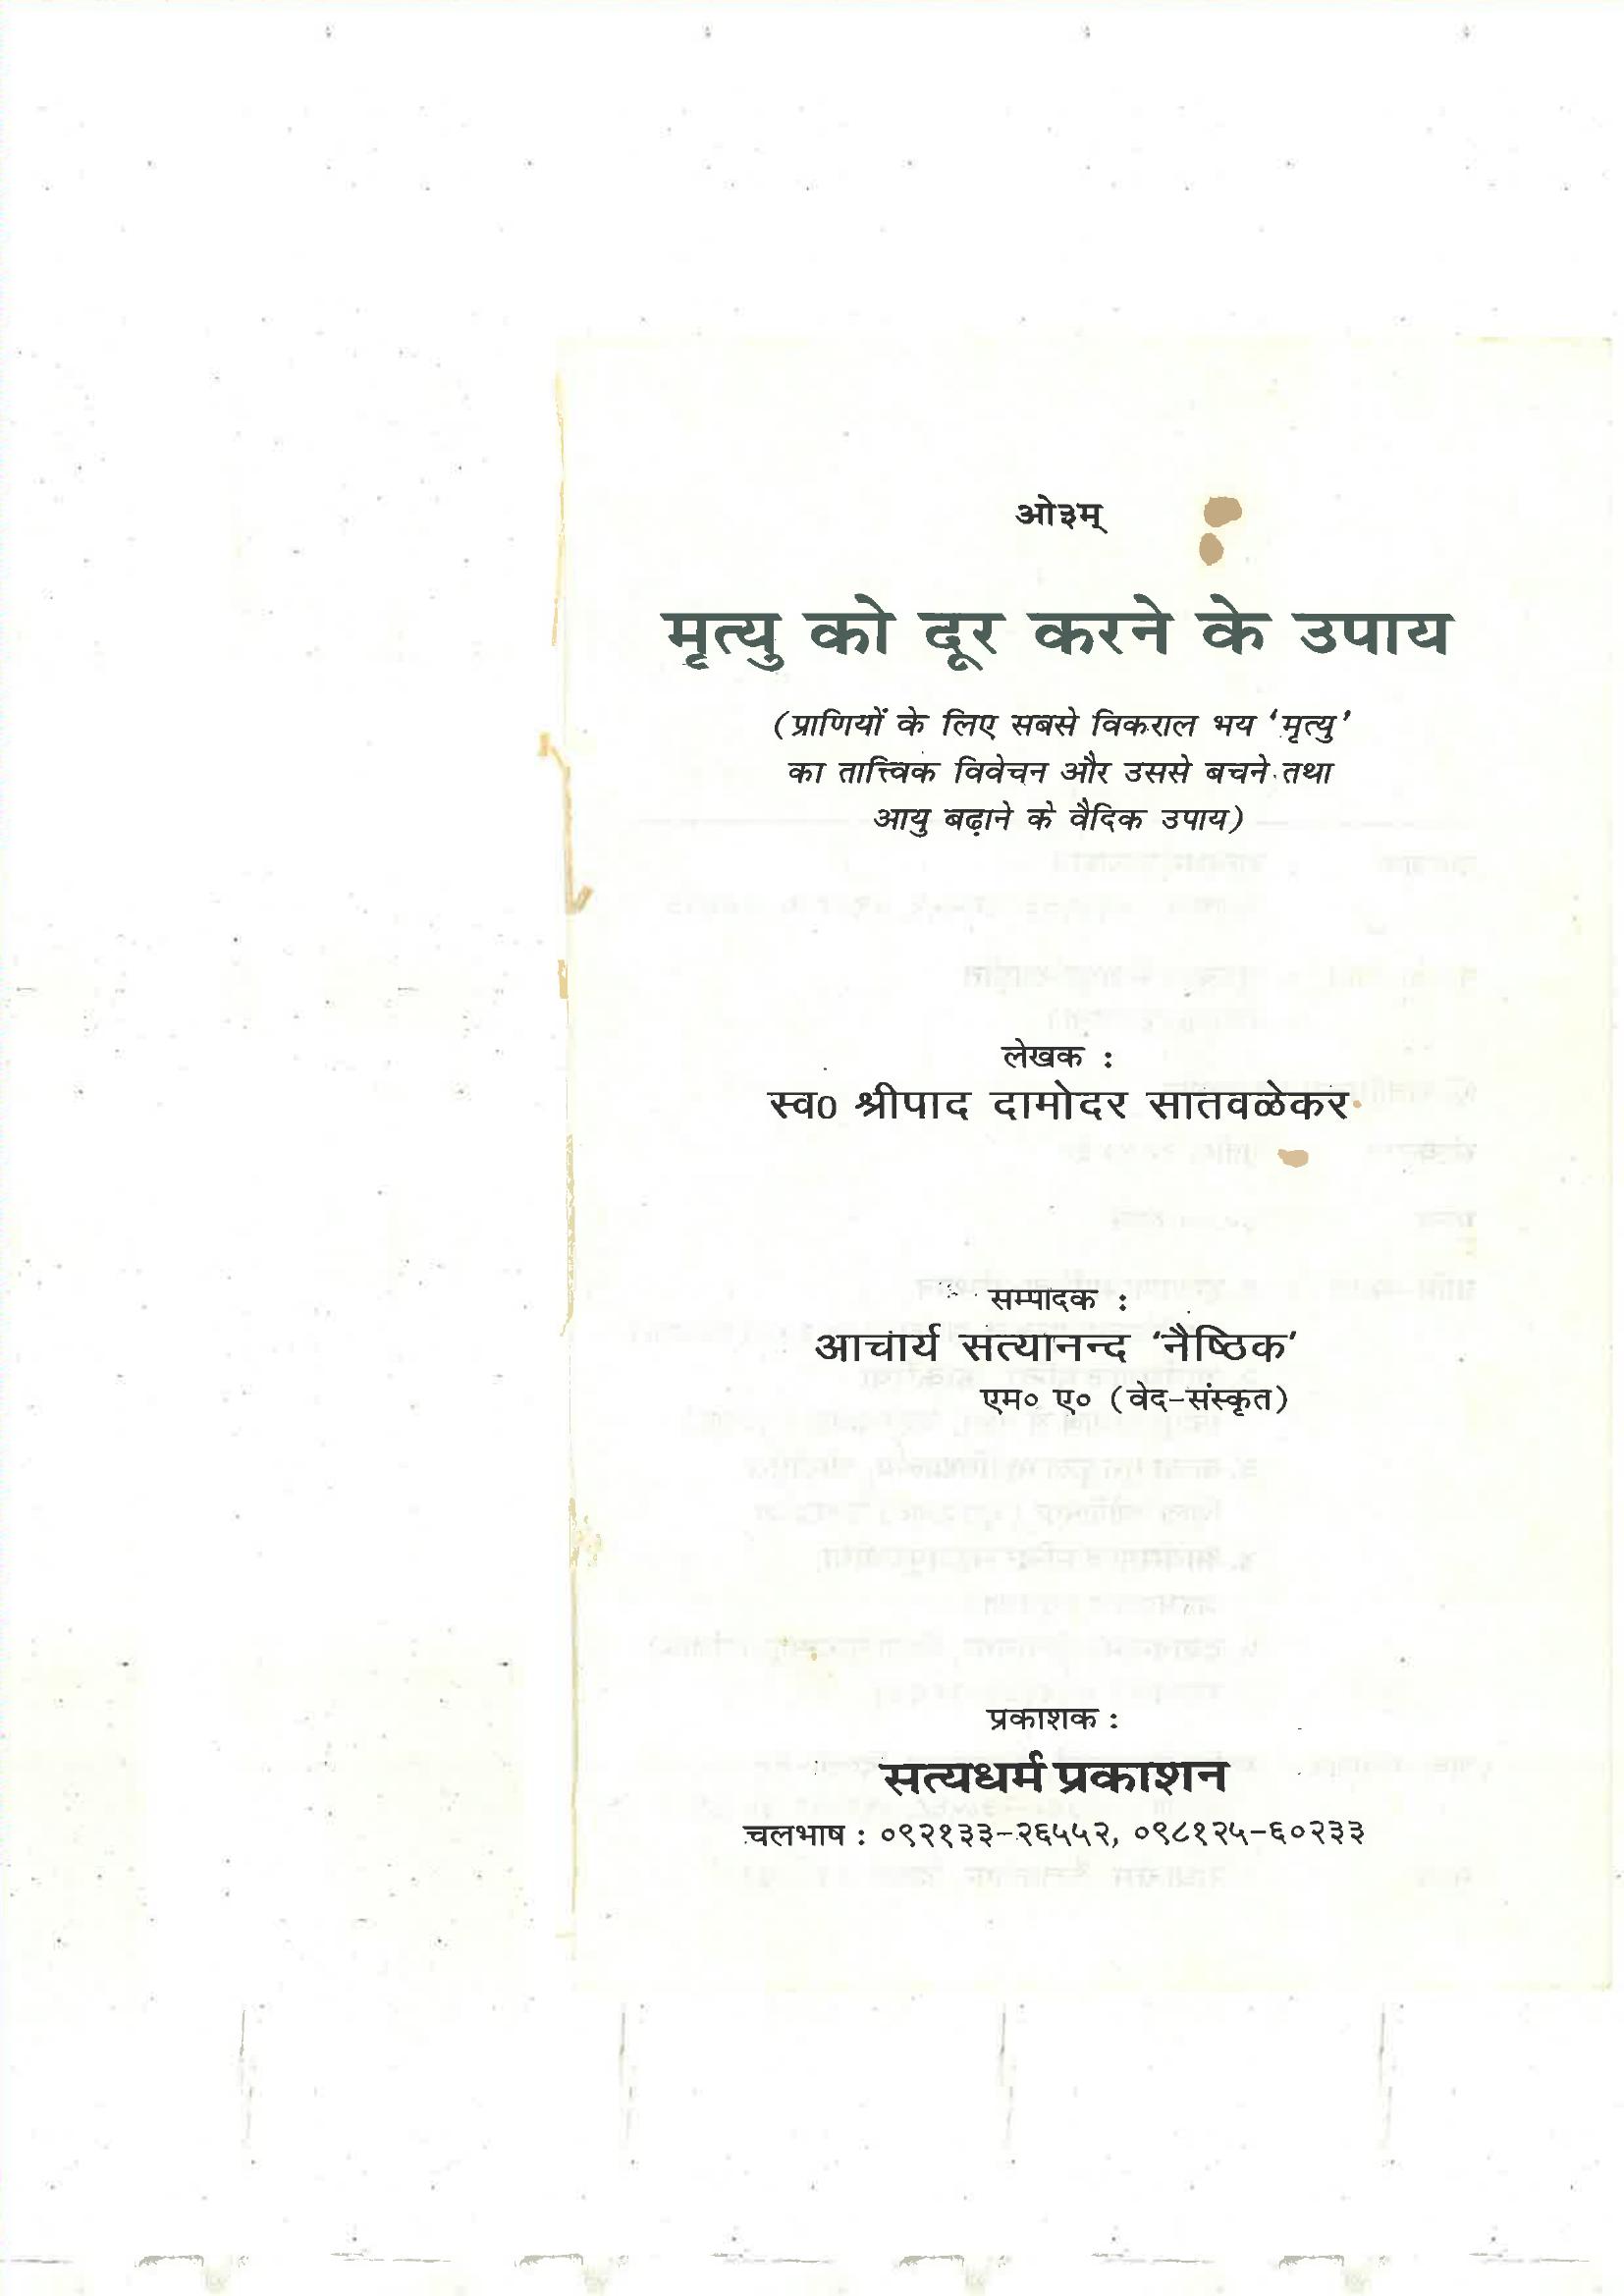 ओ३म्
मृत्यु को दूर करने के उपाय
(प्राणियों के लिए सबसे विकराल भय ‘मृत्यु’
का तात्त्विक विवेचन और उससे बचने तथा
आयु बढ़ाने के वैदिक उपाय)
लेखक :
स्व० श्रीपाद दामोदर सातवळेकर
सम्पादक :
आचार्य सत्यानन्द ‘नैष्ठिक’
एम० ए० (वेद-संस्कृत)
प्रकाशक :
सत्यधर्म प्रकाशन
चलभाष : ०९२१३३-२६५५२, ०९८१२५-६०२३३